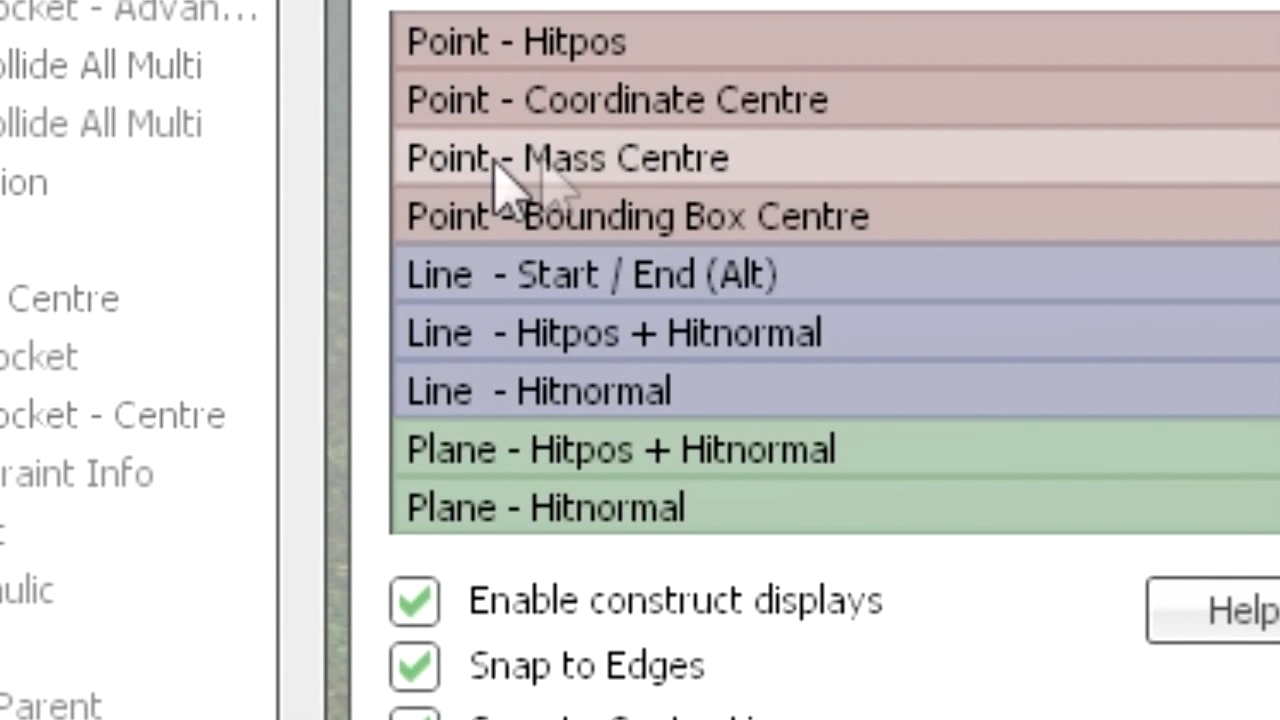 ocket - Advan...
ollide All Multi
ollide All Multi
ion
Centre
ocket
ocket - Centre
raint Info
t
ulic
Parent
Point - Hitpos
Point - Coordinate Centre
Point - Mass Centre
Point - Bounding Box Centre
Line - Start / End (Alt)
Line - Hitpos + Hitnormal
Line - Hitnormal
Plane - Hitpos + Hitnormal
Plane - Hitnormal
Enable construct displays
Help
Snap to Edges